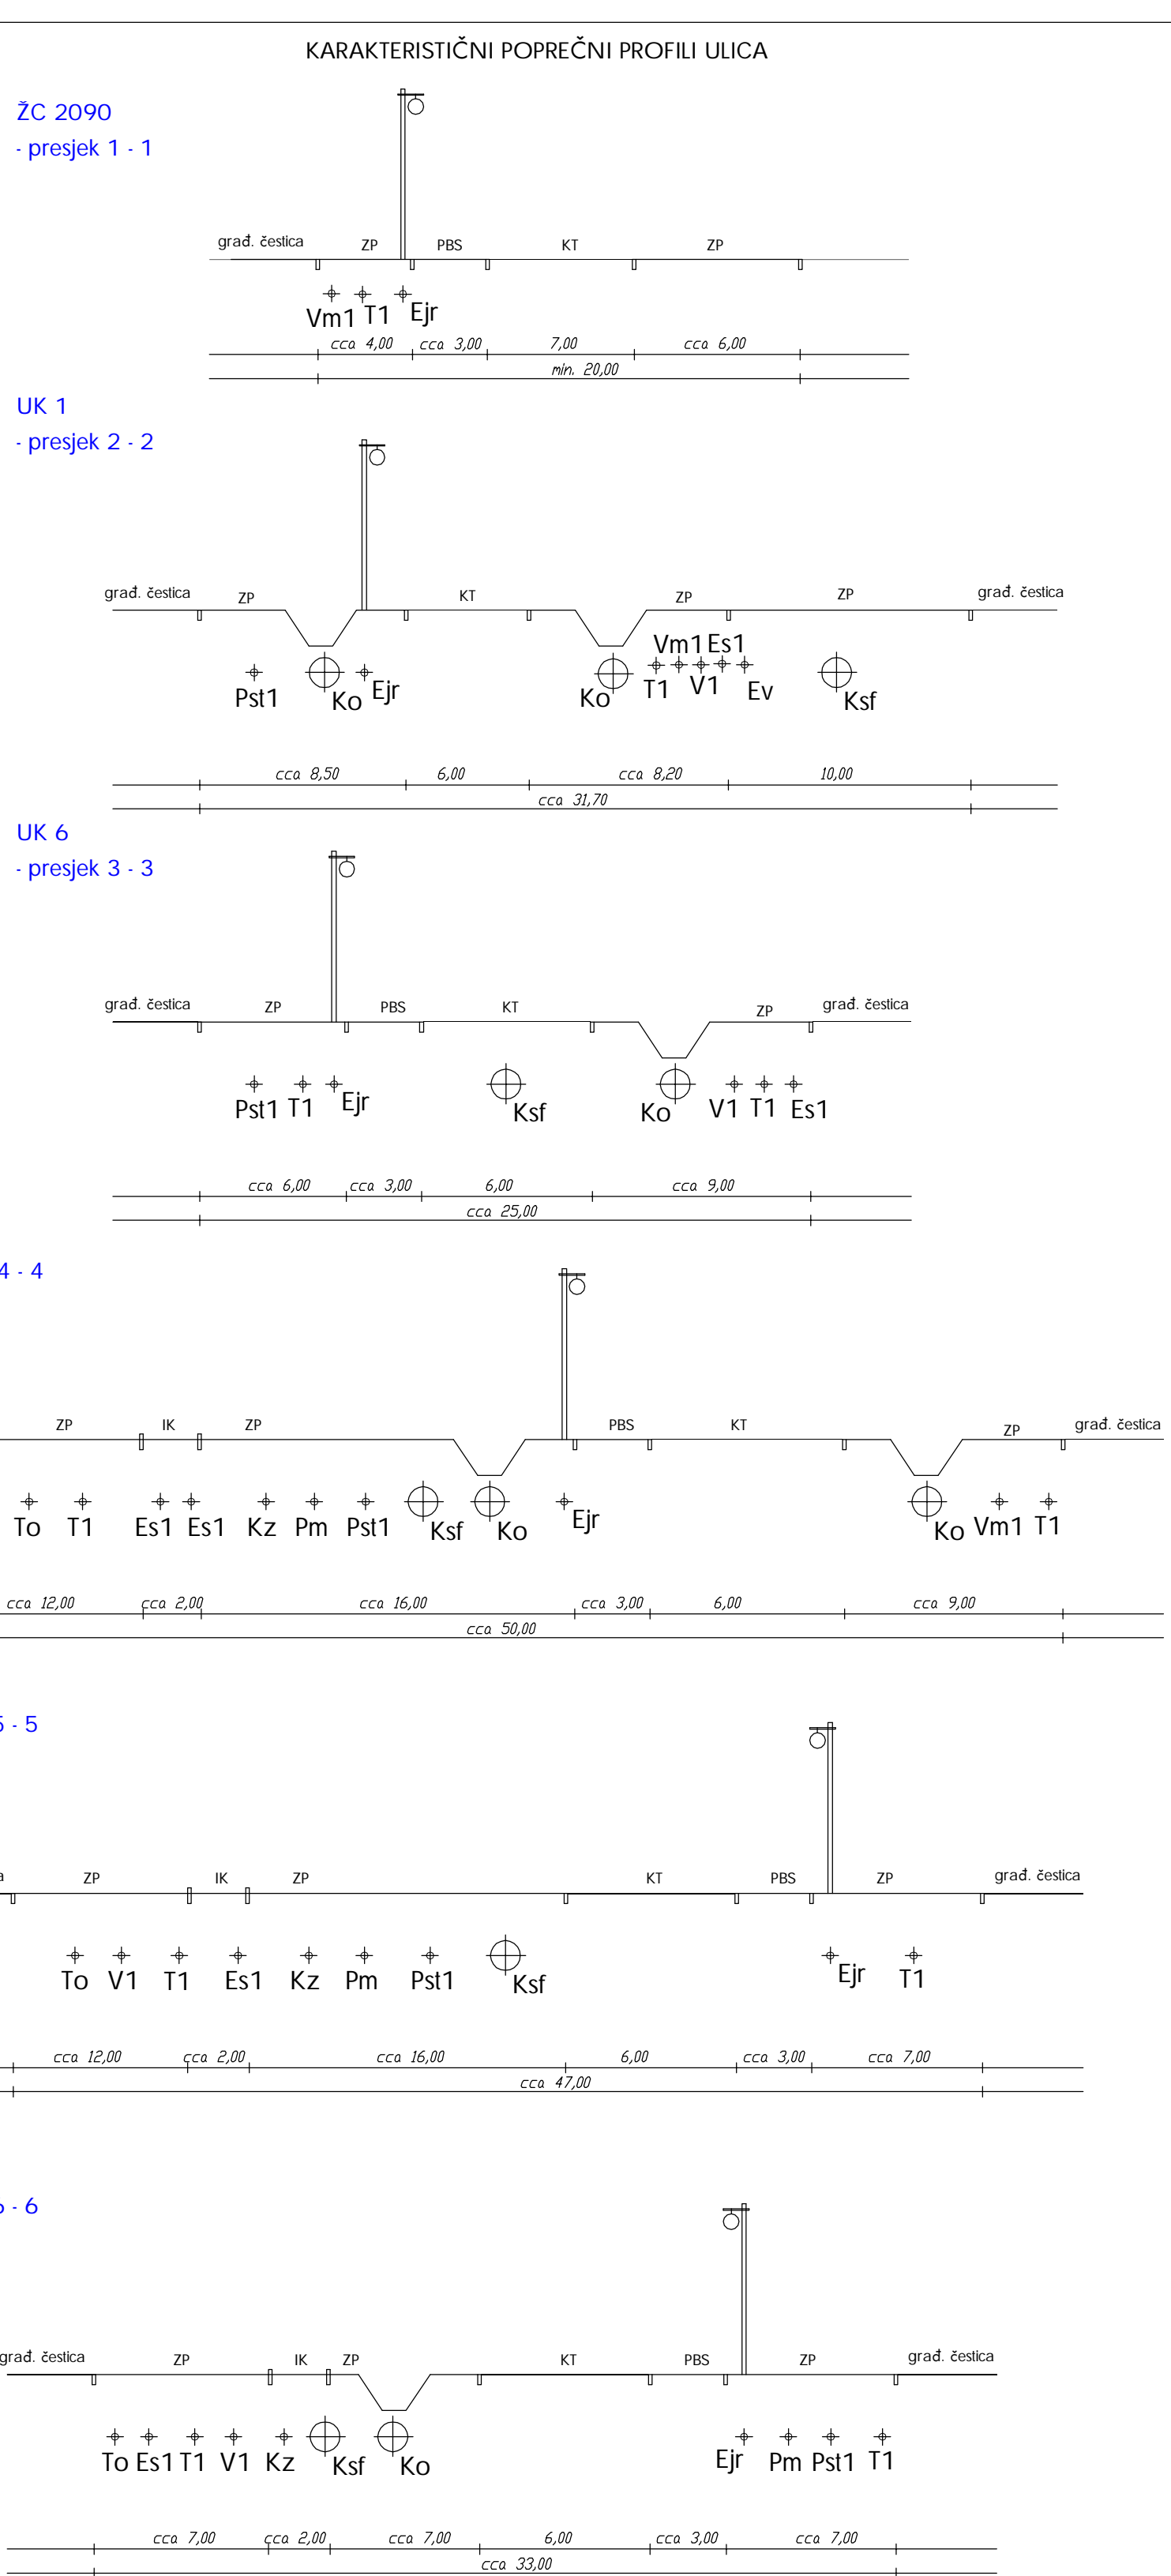 KARAKTERISTIČNI POPREČNI PROFILI ULICA
ŽC 2090
- presjek 1 - 1
građ. čestica ZP PBS KT ZP
Vm1 T1 Ejr
cca 4,00 cca 3,00 7,00 cca 6,00
min. 20,00
UK 1
- presjek 2 - 2
građ. čestica ZP KT ZP ZP građ. čestica
Vm1 Es1
Pst1 Ko Ejr Ko T1 V1 Ev Ksf
cca 8,50 6,00 cca 8,20 10,00
cca 31,70
UK 6
- presjek 3 - 3
građ. čestica ZP PBS KT ZP građ. čestica
Pst1 T1 Ejr Ksf Ko V1 T1 Es1
cca 6,00 cca 3,00 6,00 cca 9,00
cca 25,00
4 - 4
ZP IK ZP PBS KT ZP građ. čestica
To T1 Es1 Es1 Kz Pm Pst1 Ksf Ko Ejr Ko Vm1 T1
cca 12,00 cca 2,00 cca 16,00 cca 3,00 6,00 cca 9,00
cca 50,00
5 - 5
a ZP IK ZP KT PBS ZP građ. čestica
To V1 T1 Es1 Kz Pm Pst1 Ksf Ejr T1
cca 12,00 cca 2,00 cca 16,00 6,00 cca 3,00 cca 7,00
cca 47,00
6 - 6
građ. čestica ZP IK ZP KT PBS ZP građ. čestica
To Es1 T1 V1 Kz Ksf Ko Ejr Pm Pst1 T1
cca 7,00 cca 2,00 cca 7,00 6,00 cca 3,00 cca 7,00
cca 33,00